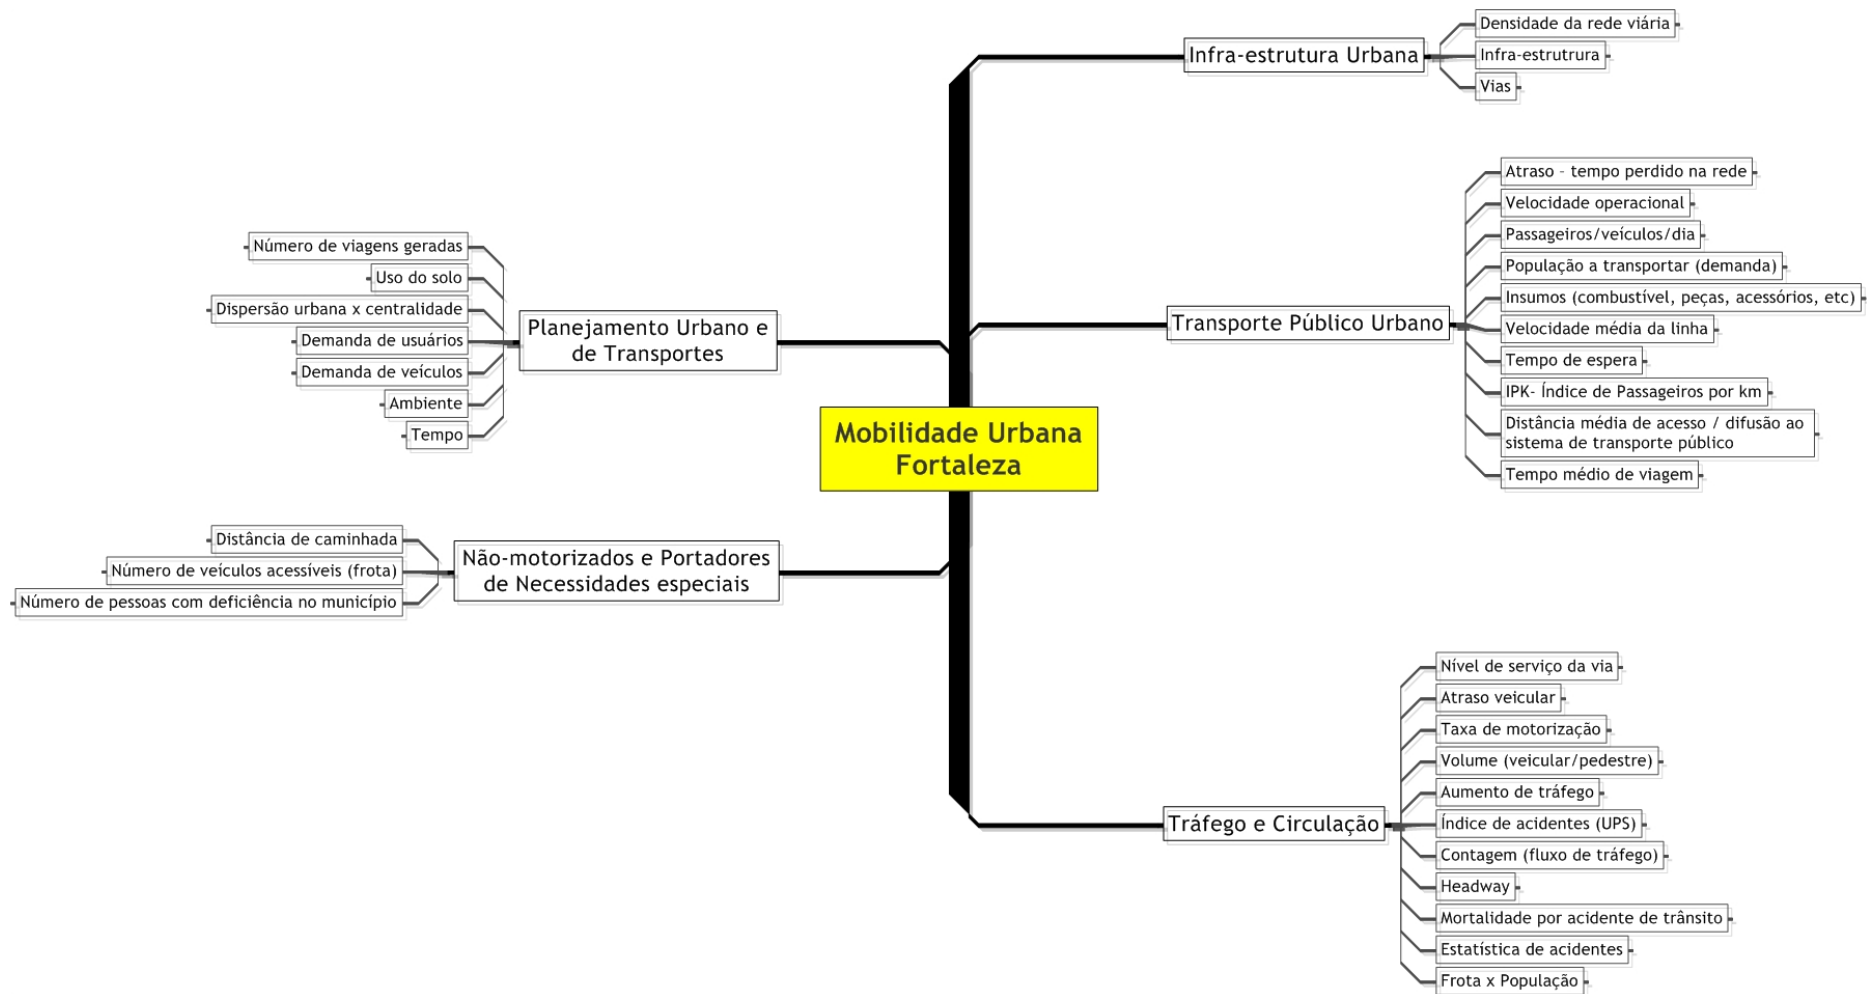 Infra-estrutura Urbana
Densidade da rede viária
Infra-estrutrura
Vias
Transporte Público Urbano
Atraso - tempo perdido na rede
Velocidade operacional
Passageiros/veículos/dia
População a transportar (demanda)
Insumos (combustível, peças, acessórios, etc)
Velocidade média da linha
Tempo de espera
IPK- Índice de Passageiros por km
Distância média de acesso / difusão ao
sistema de transporte público
Tempo médio de viagem
Número de viagens geradas
Uso do solo
Dispersão urbana x centralidade
Demanda de usuários
Demanda de veículos
Ambiente
Tempo
Planejamento Urbano e
de Transportes
Mobilidade Urbana
Fortaleza
Distância de caminhada
Número de veículos acessíveis (frota)
Número de pessoas com deficiência no município
Não-motorizados e Portadores
de Necessidades especiais
Tráfego e Circulação
Nível de serviço da via
Atraso veicular
Taxa de motorização
Volume (veicular/pedestre)
Aumento de tráfego
Índice de acidentes (UPS)
Contagem (fluxo de tráfego)
Headway
Mortalidade por acidente de trânsito
Estatística de acidentes
Frota x População